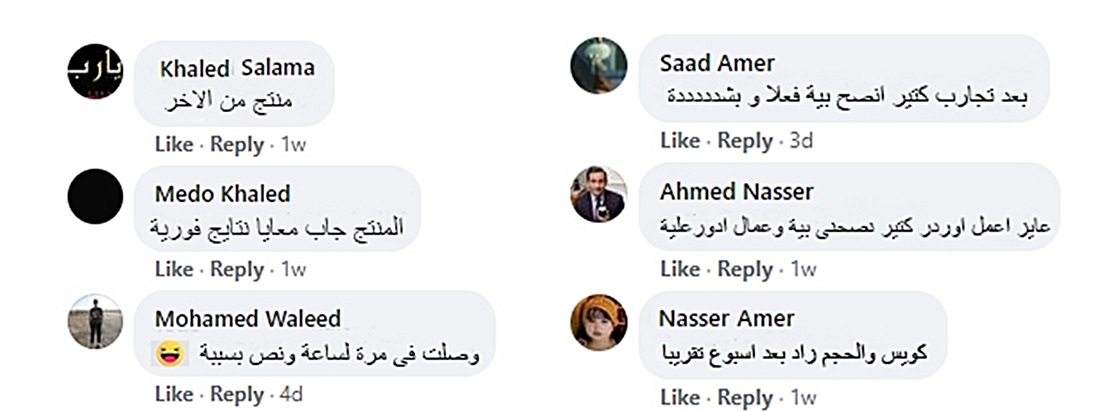 يارب
Khaled Salama
منتج من الاخر
Like · Reply · 1w
Medo Khaled
المنتج جاب معايا نتايج فورية
Like · Reply · 1w
Mohamed Waleed
وصلت فى مرة لساعة ونص بسببة 😆
Like · Reply · 4d
Saad Amer
بعد تجارب كتير انصح بية فعلا و بشدددددة
Like · Reply · 3d
Ahmed Nasser
عايز اعمل اوردر كتير نصحنى بية وعمال ادورعلية
Like · Reply · 1w
Nasser Amer
كويس والحجم زاد بعد اسبوع تقريبا
Like · Reply · 1w